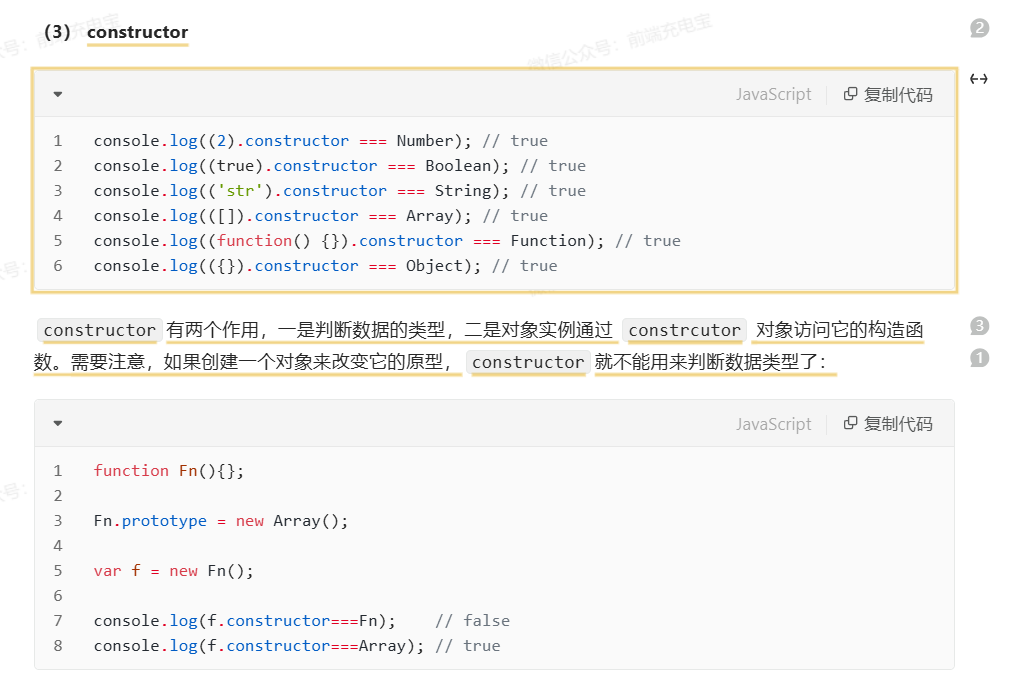 （3） constructor
2
JavaScript 复制代码
1 console.log((2).constructor === Number); // true
2 console.log((true).constructor === Boolean); // true
3 console.log(('str').constructor === String); // true
4 console.log(([]).constructor === Array); // true
5 console.log((function() {}).constructor === Function); // true
6 console.log(({}).constructor === Object); // true
constructor 有两个作用，一是判断数据的类型，二是对象实例通过 constrcutor 对象访问它的构造函 3
数。需要注意，如果创建一个对象来改变它的原型， constructor 就不能用来判断数据类型了： 1
JavaScript 复制代码
1 function Fn(){};
2
3 Fn.prototype = new Array();
4
5 var f = new Fn();
6
7 console.log(f.constructor===Fn);    // false
8 console.log(f.constructor===Array); // true
微信公众号：前端充电宝